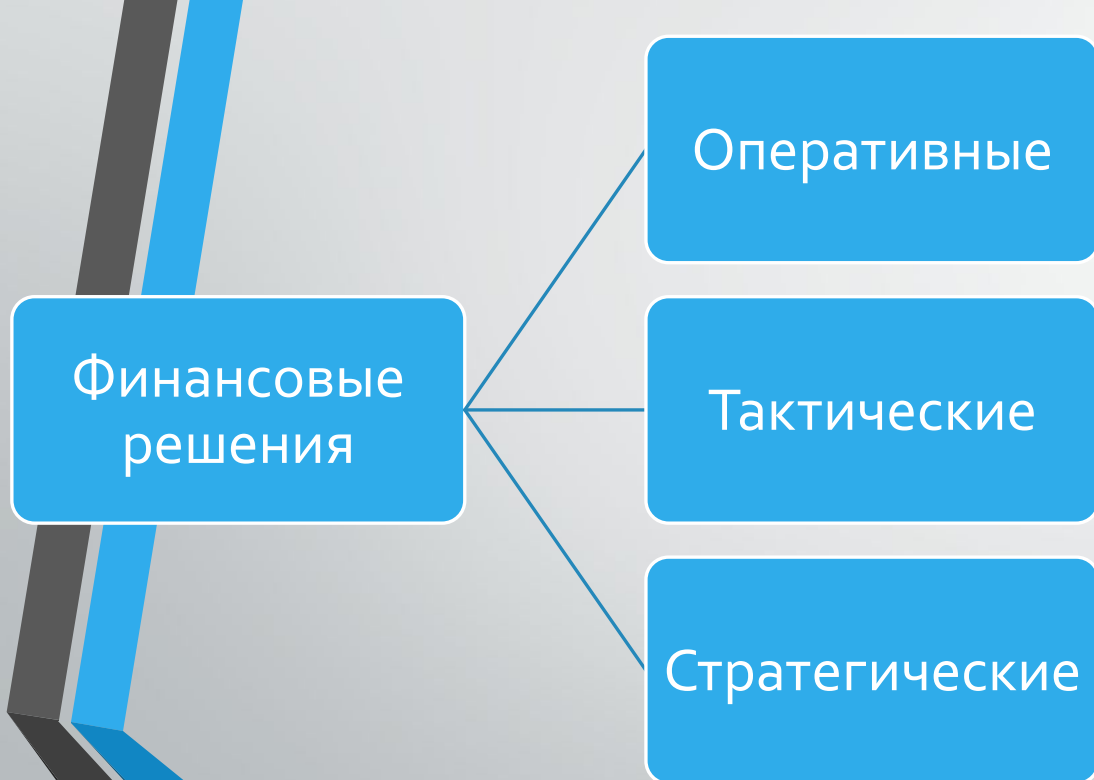 Оперативные
Финансовые
решения
Тактические
Стратегические